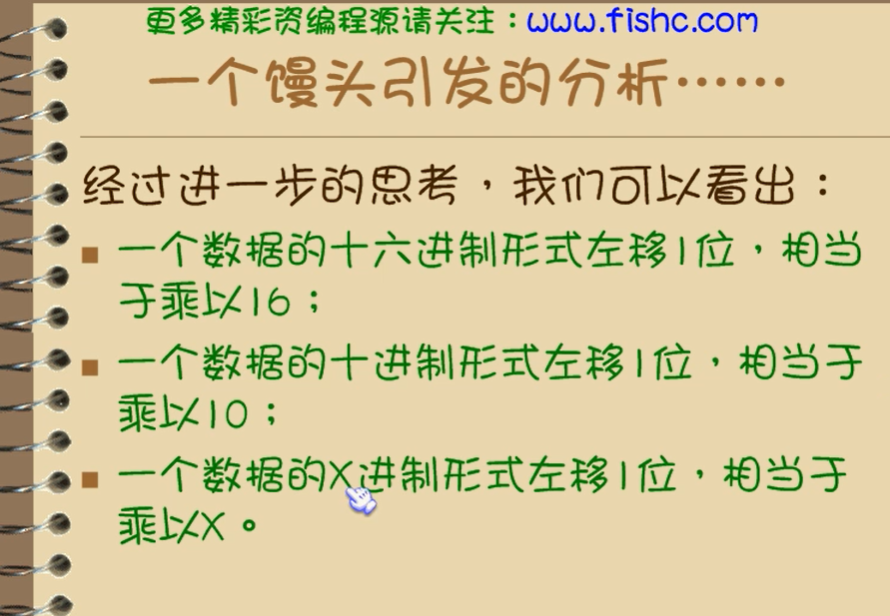 更多精彩资编程源请关注：www.fishc.com
一个馒头引发的分析……
经过进一步的思考，我们可以看出：
一个数据的十六进制形式左移1位，相当
于乘以16；
一个数据的十进制形式左移1位，相当于
乘以10；
一个数据的X进制形式左移1位，相当于
乘以X。